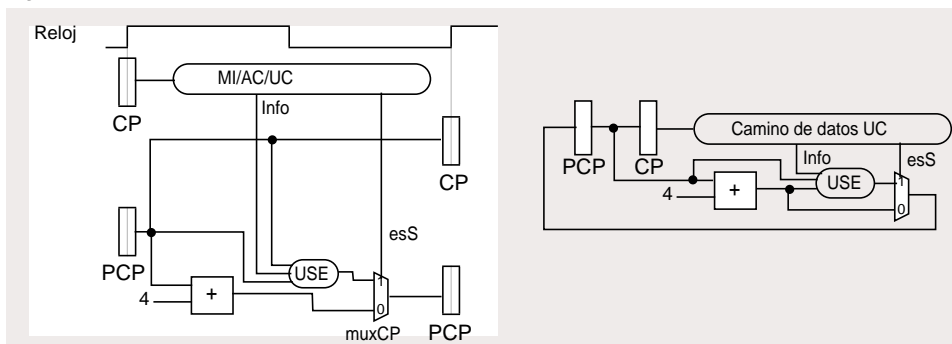 Reloj
MI/AC/UC
Info
CP
CP
esS
PCP
USE
4
+
1
0
muxCP
PCP
Camino de datos UC
PCP
CP
Info
esS
4
+
USE
1
0